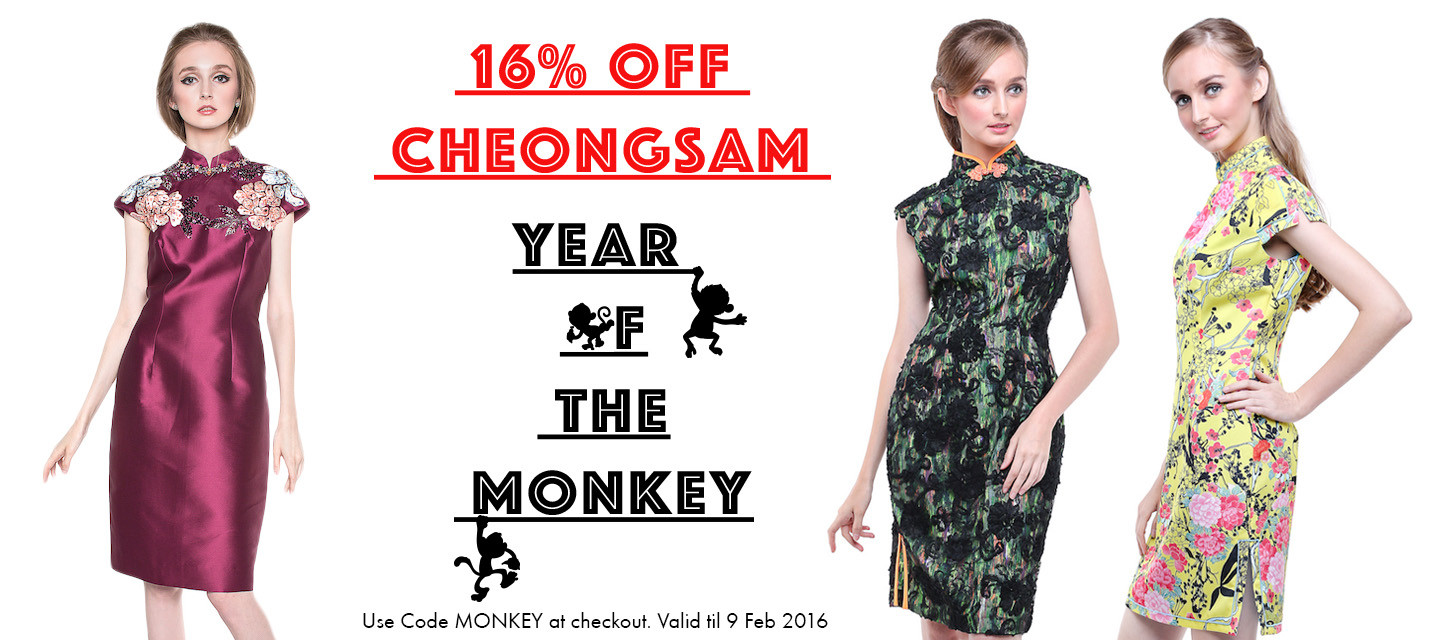 16% OFF
CHEONGSAM
YEAR
OF
THE
MONKEY
Use Code MONKEY at checkout. Valid til 9 Feb 2016